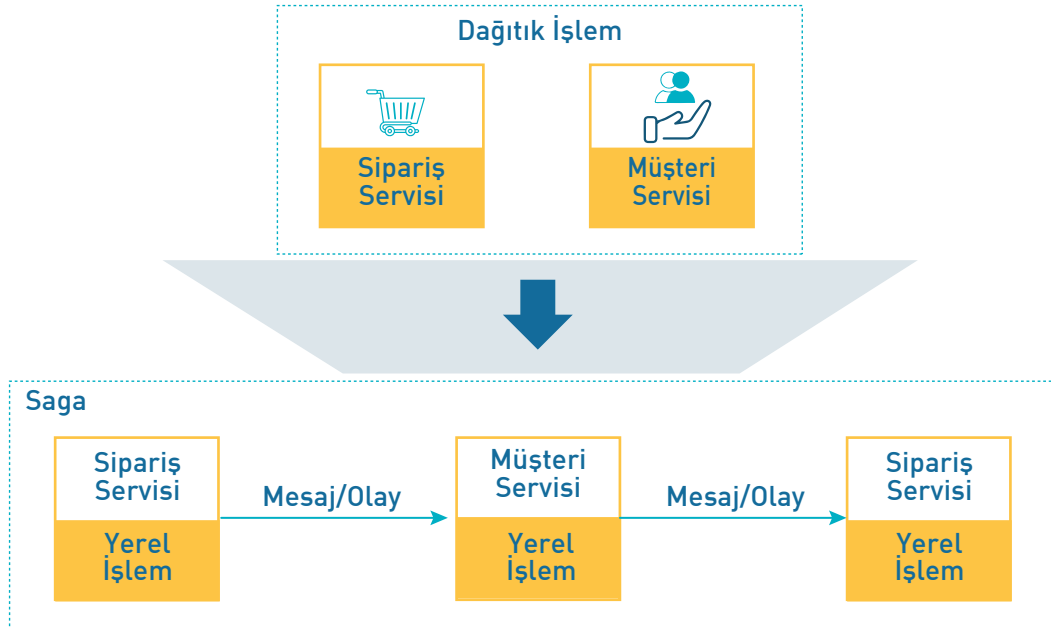 Dağıtık İşlem
Sipariş
Servisi
Müşteri
Servisi
Saga
Sipariş
Servisi
Yerel
İşlem
Mesaj/Olay
Müşteri
Servisi
Yerel
İşlem
Mesaj/Olay
Sipariş
Servisi
Yerel
İşlem